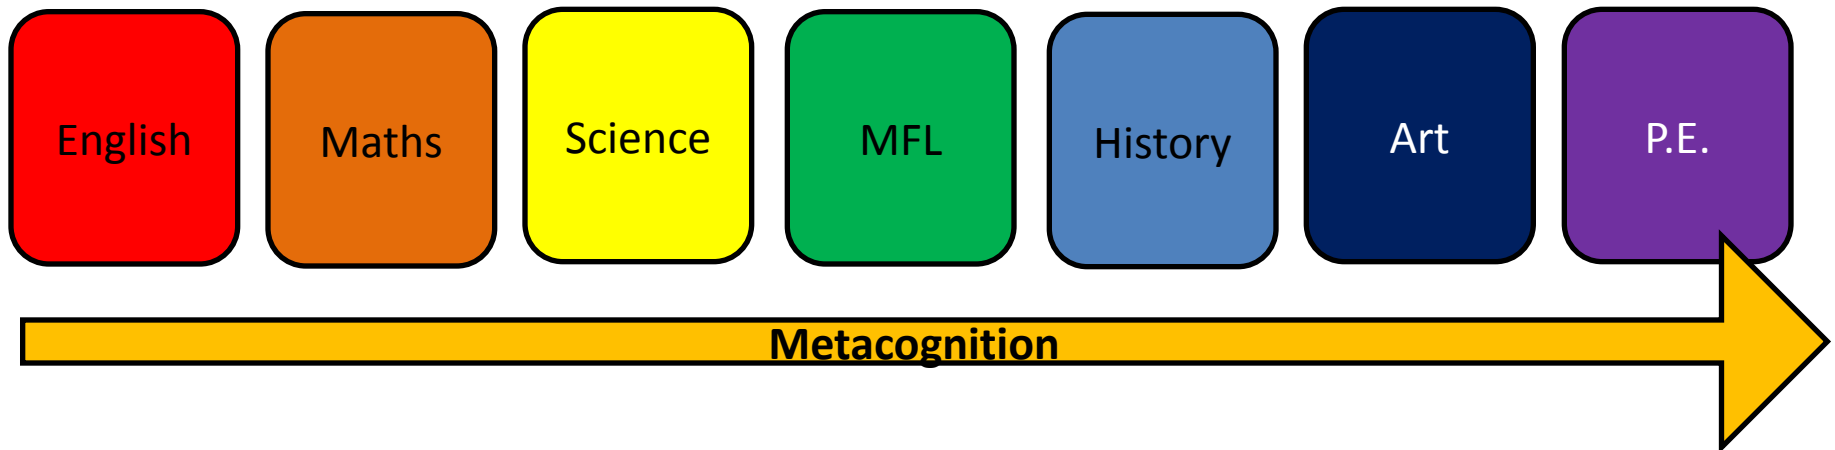 English
Maths
Science
MFL
History
Art
P.E.
Metacognition